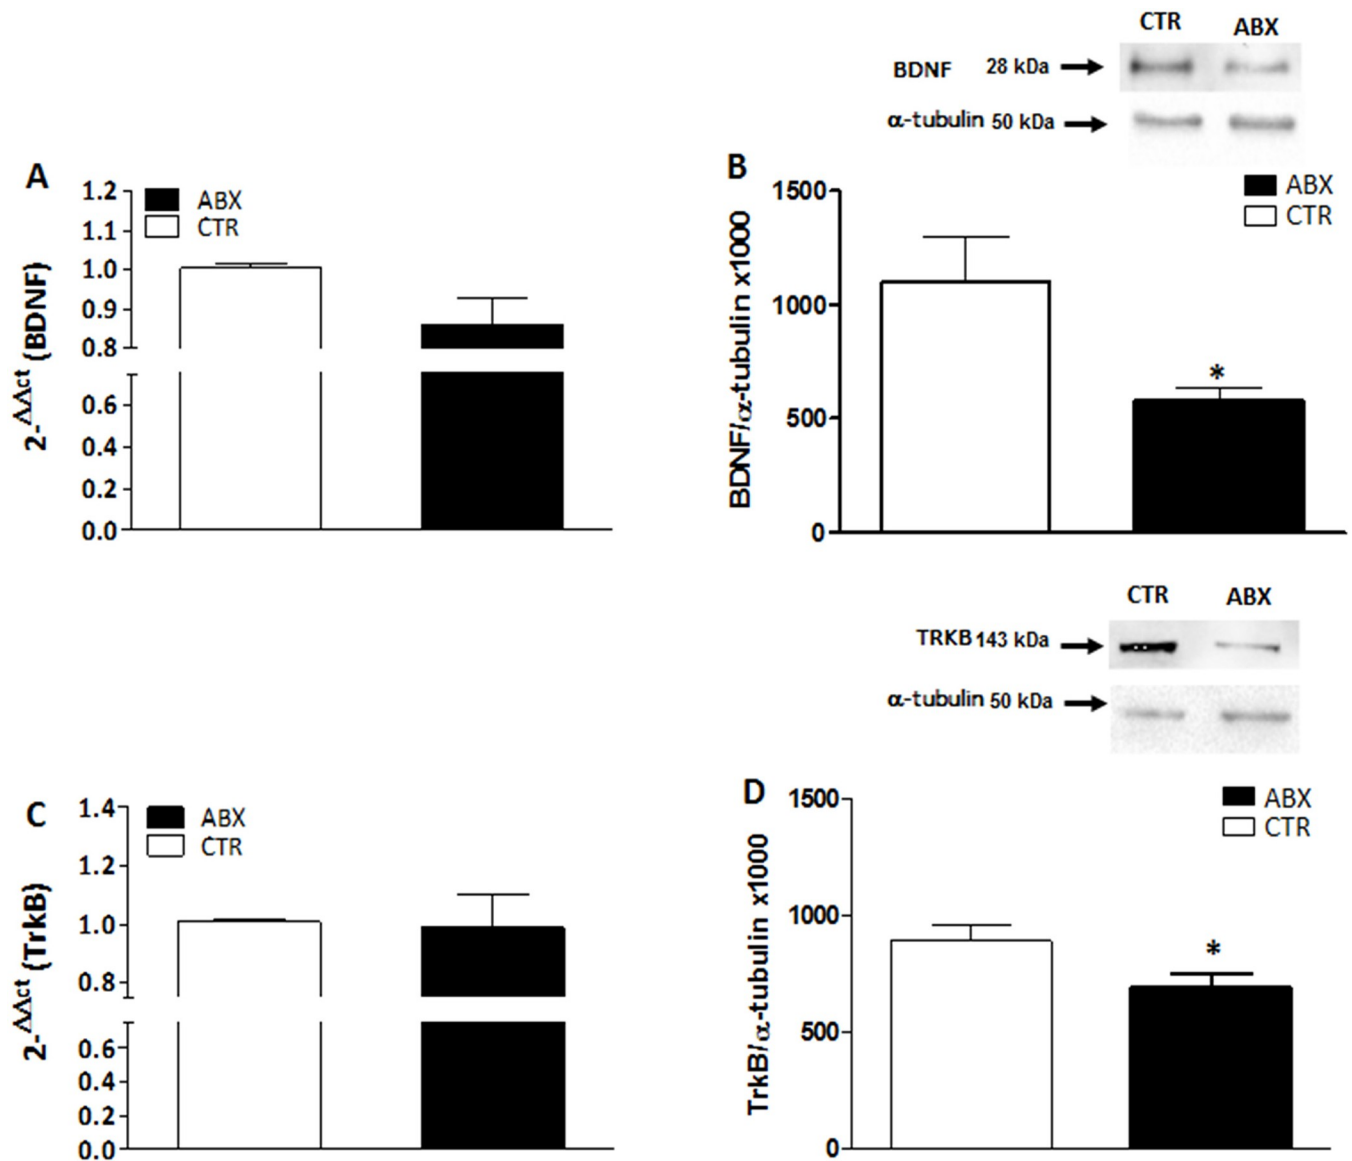 CTR ABX
BDNF 28 kDa
α-tubulin 50 kDa
A
1.2
1.1
1.0
0.9
0.8
0.6
0.4
0.2
0.0
2-ΔΔct (BDNF)
ABX
CTR
B
1500
1000
500
0
BDNF/α-tubulin x1000
ABX
CTR
*
CTR ABX
TRKB 143 kDa
α-tubulin 50 kDa
C
1.4
1.2
1.0
0.8
0.6
0.4
0.2
0.0
2-ΔΔct (TrkB)
ABX
CTR
D
1500
1000
500
0
TrkB/α-tubulin x1000
ABX
CTR
*